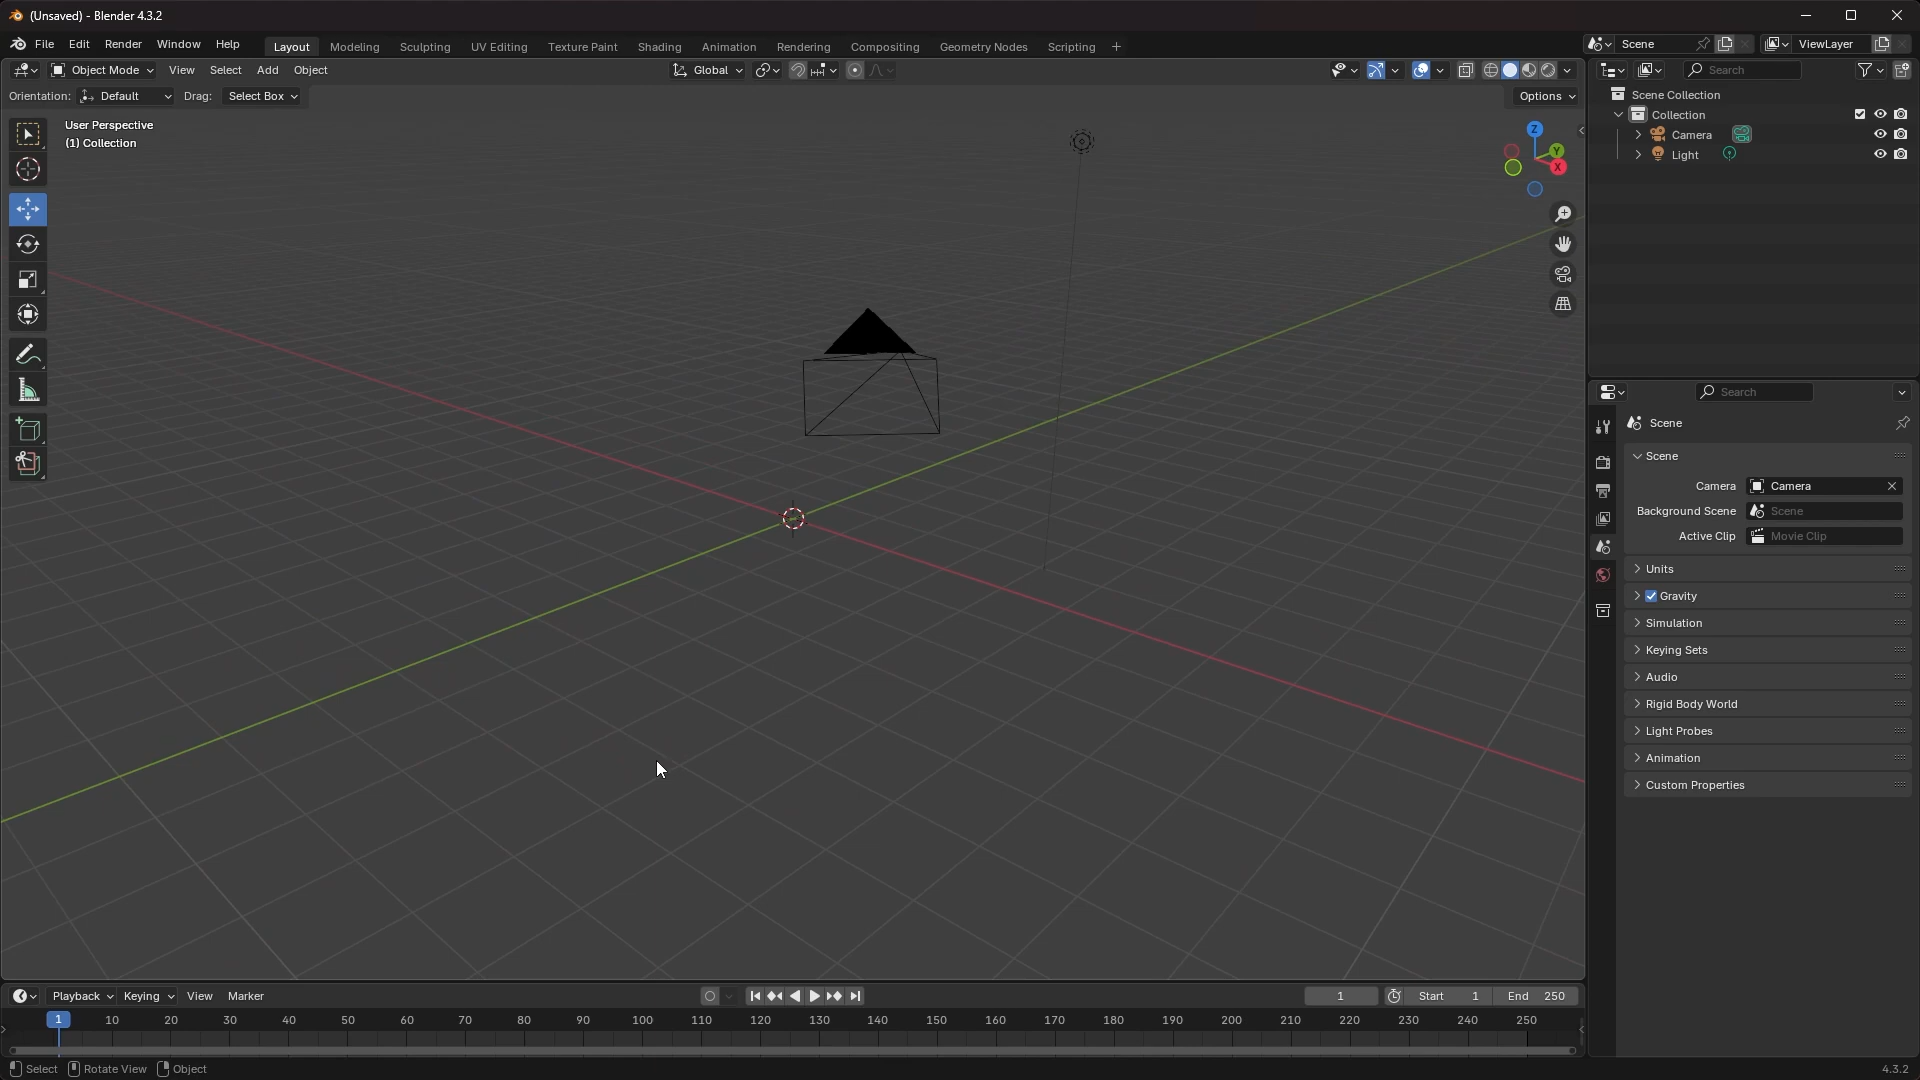 (Unsaved) - Blender 4.3.2
File Edit Render Window Help Layout Modeling Sculpting UV Editing Texture Paint Shading Animation Rendering Compositing Geometry Nodes Scripting + Scene ViewLayer
Object Mode View Select Add Object Global Search
Orientation: Default Drag: Select Box Options
User Perspective
(1) Collection
Z
Y
X
Scene Collection
Collection
Camera
Light
Search
Scene
Scene
Camera Camera
Background Scene Scene
Active Clip Movie Clip
Units
Gravity
Simulation
Keying Sets
Audio
Rigid Body World
Light Probes
Animation
Custom Properties
Playback Keying View Marker 1 Start 1 End 250
1 10 20 30 40 50 60 70 80 90 100 110 120 130 140 150 160 170 180 190 200 210 220 230 240 250
Select Rotate View Object 4.3.2